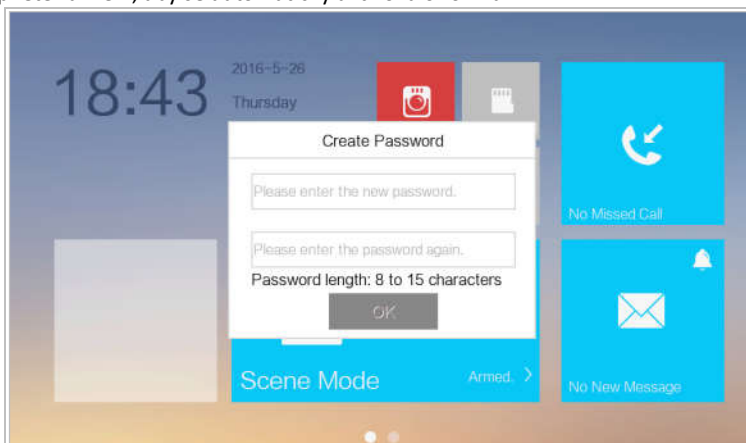 18:43
2016-5-26
Thursday
Create Password
Please enter the new password.
Please enter the password again.
Password length: 8 to 15 characters
OK
No Missed Call
Scene Mode
Armed.
No New Message